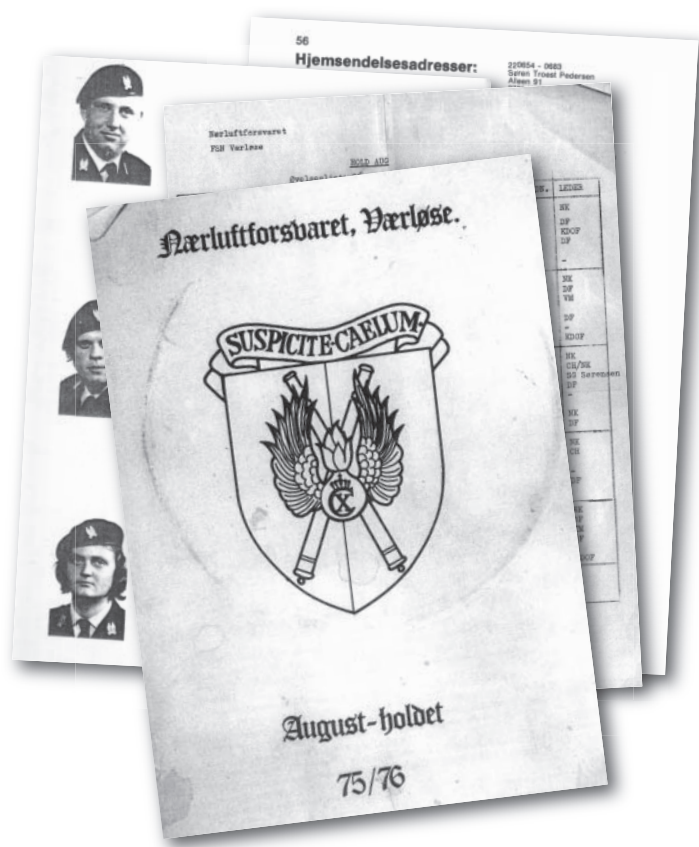 56
Hjemsendelsesadresser:
220654 - 0683
Søren Troest Pedersen
Nærluftforsvaret
FSN Værløse
HOLD AUG
LEDER
NK
DF
KDOF
DF
-
NK
DF
VM
DF
-
KDOF
NK
CH/NK
SG Sørensen
DF
-
NK
DF
NK
CH
-
DF
Nærluftforsvaret, Værløse.
SUSPICITE-CAELUM-
August-holdet
75/76